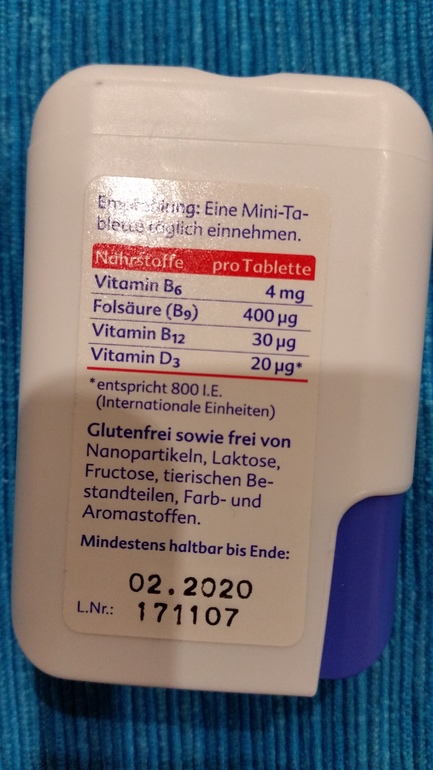 Empfehlung: Eine Mini-Ta-
blette täglich einnehmen.
Nährstoffe pro Tablette
Vitamin B6 4 mg
Folsäure (B9) 400 µg
Vitamin B12 30 µg
Vitamin D3 20 µg*
*entspricht 800 I.E.
(Internationale Einheiten)
Glutenfrei sowie frei von
Nanopartikeln, Laktose,
Fructose, tierischen Be-
standteilen, Farb- und
Aromastoffen.
Mindestens haltbar bis Ende:
02.2020
L.Nr.: 171107